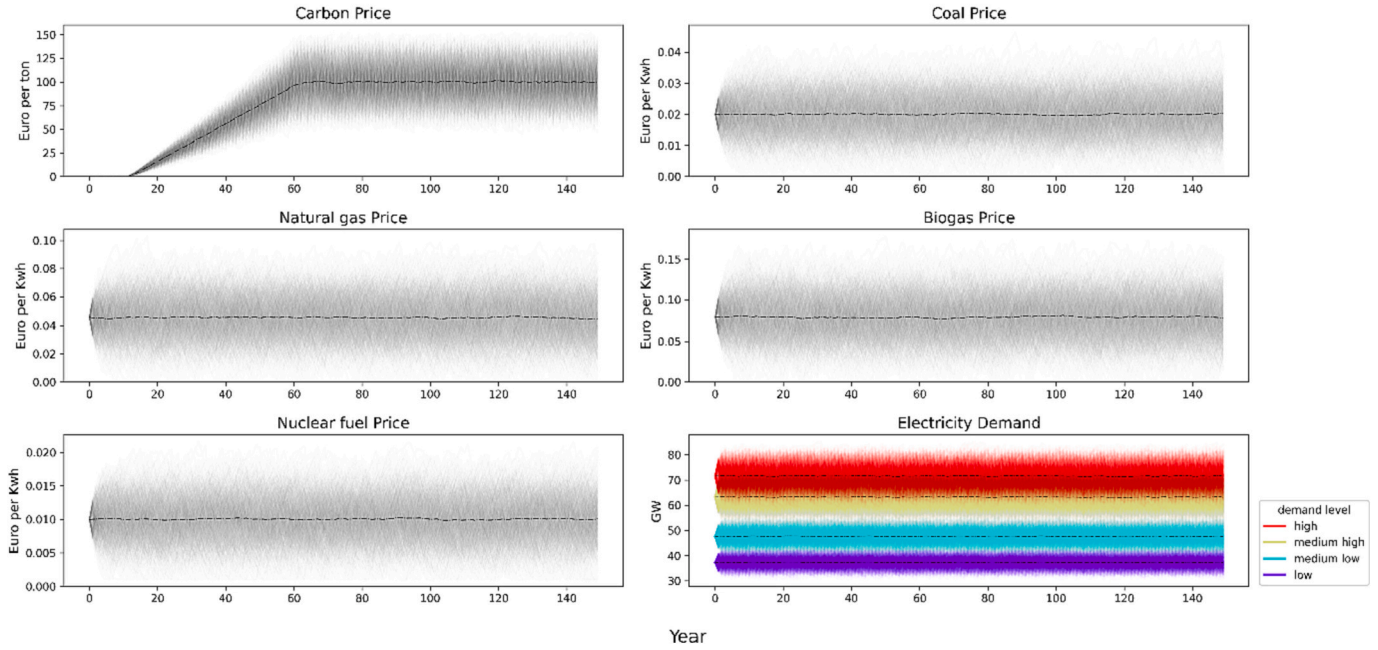 Carbon Price
Euro per ton
150
125
100
75
50
25
0
0 20 40 60 80 100 120 140
Coal Price
Euro per Kwh
0.04
0.03
0.02
0.01
0.00
0 20 40 60 80 100 120 140
Natural gas Price
Euro per Kwh
0.10
0.08
0.06
0.04
0.02
0.00
0 20 40 60 80 100 120 140
Biogas Price
Euro per Kwh
0.15
0.10
0.05
0.00
0 20 40 60 80 100 120 140
Nuclear fuel Price
Euro per Kwh
0.020
0.015
0.010
0.005
0.000
0 20 40 60 80 100 120 140
Electricity Demand
GW
80
70
60
50
40
30
0 20 40 60 80 100 120 140
demand level
high
medium high
medium low
low
Year